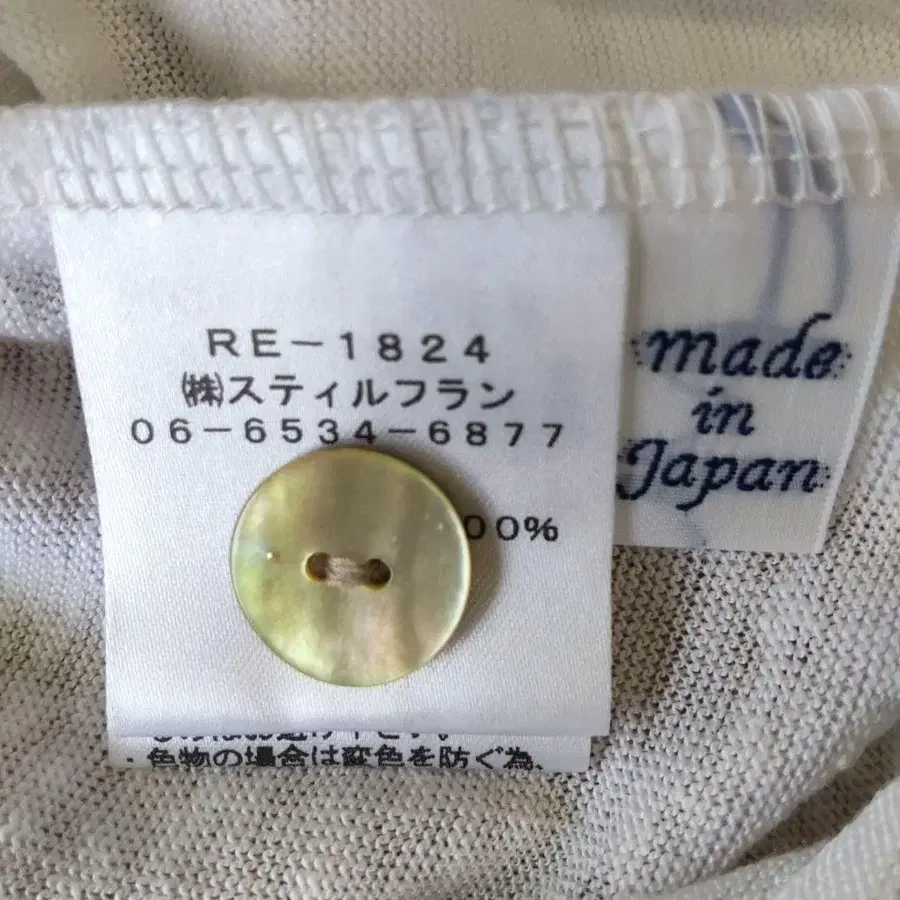 RE-1824
㈱スティルフラン
06-6534-6877
00%
made
in
Japan
・色物の場合は変色を防ぐ為、